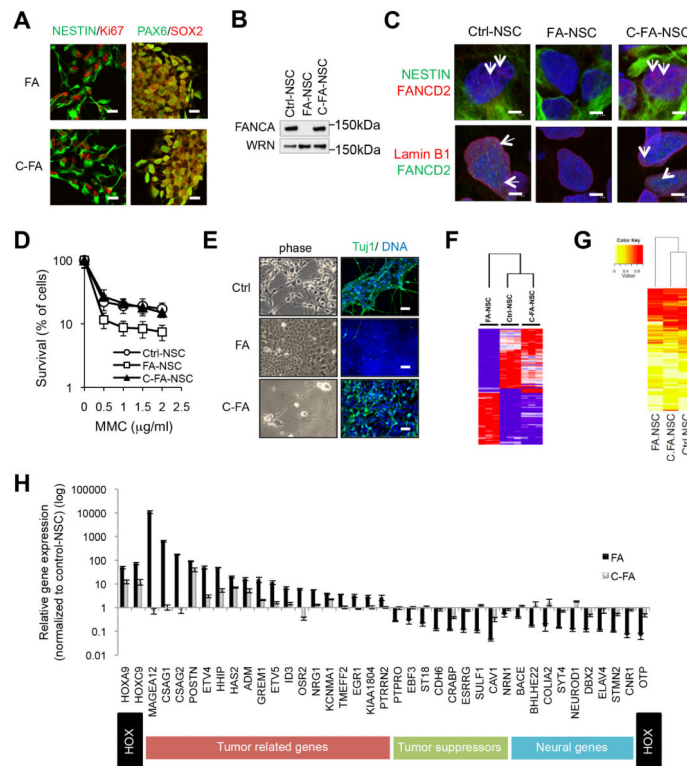 A
NESTIN/Ki67
PAX6/SOX2
FA
C-FA
B
Ctrl-NSC
FA-NSC
C-FA-NSC
FANCA
WRN
150kDa
150kDa
C
Ctrl-NSC
FA-NSC
C-FA-NSC
NESTIN
FANCD2
Lamin B1
FANCD2
D
Survival (% of cells)
100
10
1
0 0.5 1 1.5 2 2.5
MMC (μg/ml)
Ctrl-NSC
FA-NSC
C-FA-NSC
E
phase
Tuj1/ DNA
Ctrl
FA
C-FA
F
FA-NSC
Ctrl-NSC
C-FA-NSC
G
Color Key
0 0.4 0.8
Value
FA.NSC
C.FA.NSC
Ctrl.NSC
H
Relative gene expression
(normalized to control-NSC) (log)
100000
10000
1000
100
10
1
0.1
0.01
FA
C-FA
HOXA9
HOXC9
MAGEA12
CSAG1
CSAG2
POSTN
ETV4
HHIP
HAS2
ADM
GREM1
ETV5
ID3
OSR2
NRG1
KCNMA1
TMEFF2
EGR1
KIAA1804
PTRRN2
PTPRO
EBF3
ST18
CDH6
CRABP
ESRRG
SULF1
CAV1
NRN1
BACE
BHLHE22
COLIA2
SYT4
NEUROD1
DBX2
ELAV4
STMN2
CNR1
OTP
HOX
Tumor related genes
Tumor suppressors
Neural genes
HOX